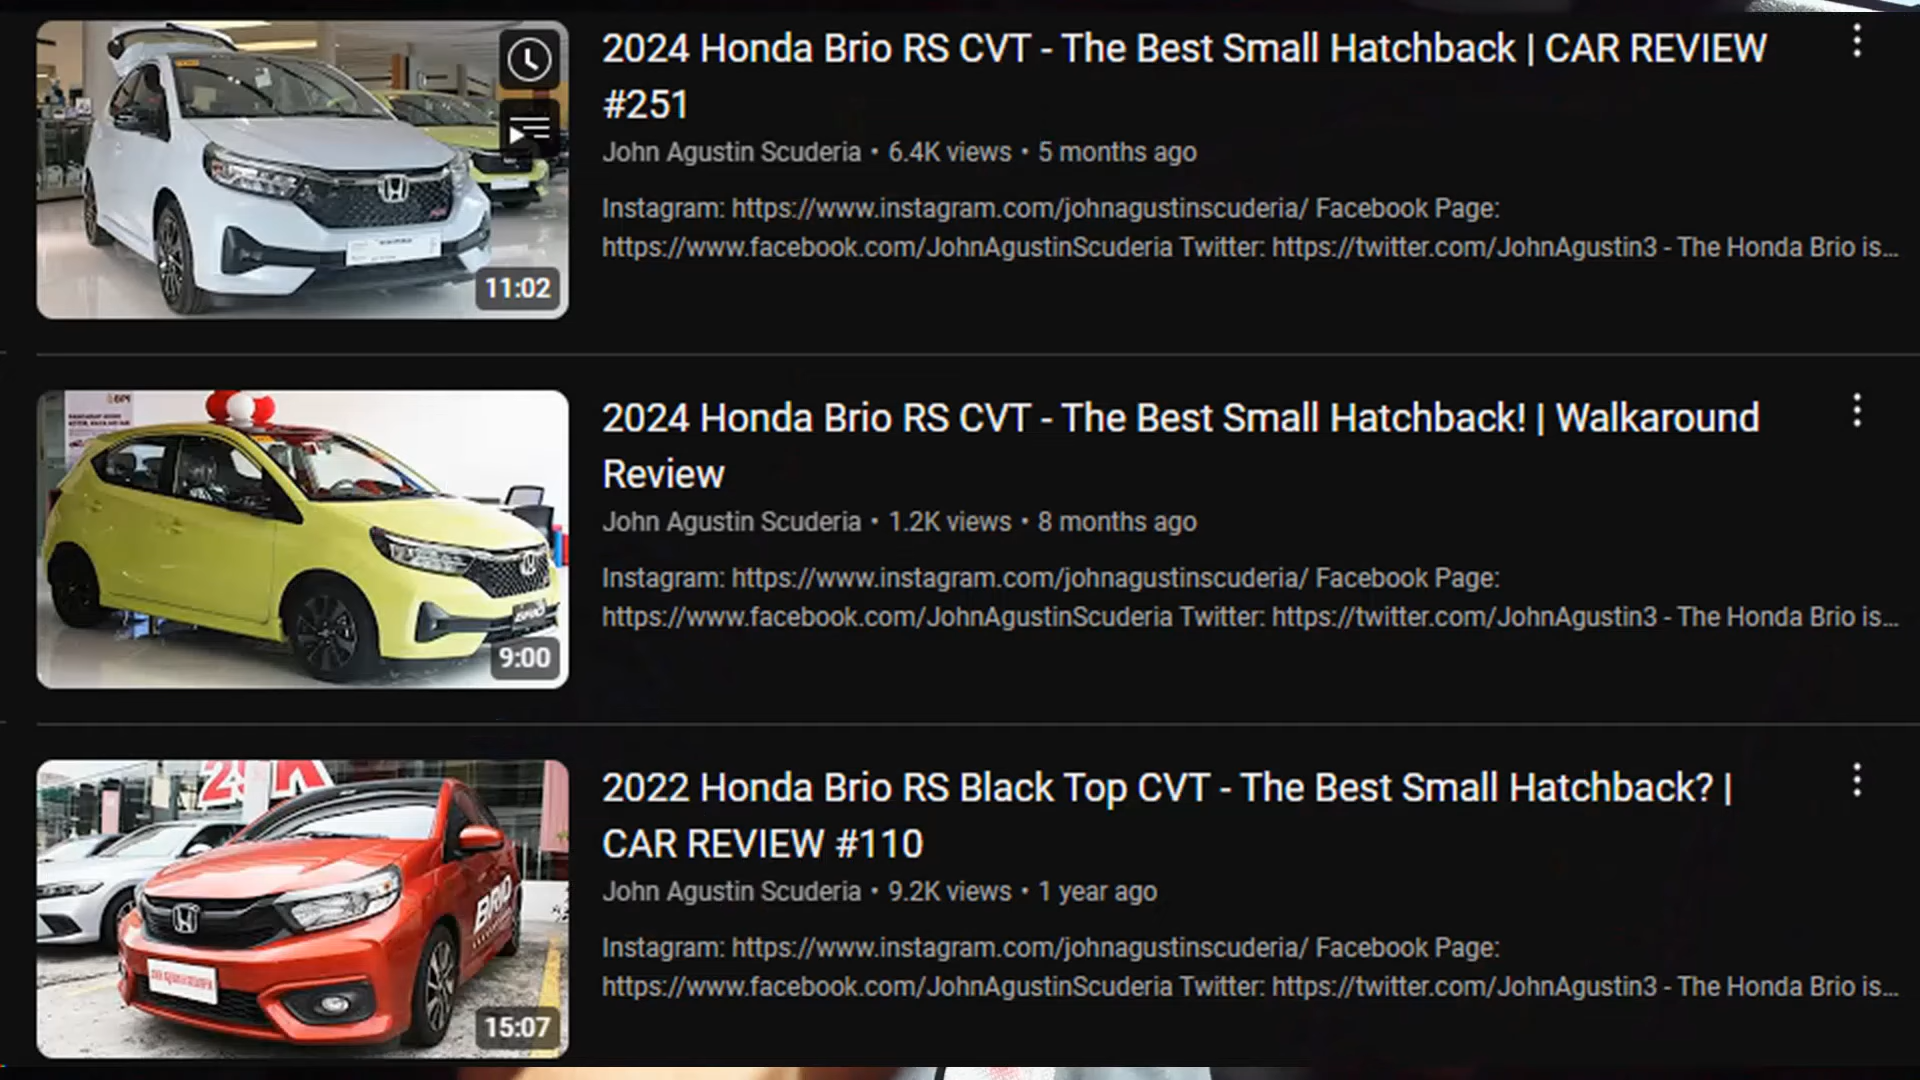 2024 Honda Brio RS CVT - The Best Small Hatchback | CAR REVIEW
#251
John Agustin Scuderia • 6.4K views • 5 months ago
Instagram: https://www.instagram.com/johnagustinscuderia/ Facebook Page:
https://www.facebook.com/JohnAgustinScuderia Twitter: https://twitter.com/JohnAgustin3 - The Honda Brio is...
11:02
BPI
2024 Honda Brio RS CVT - The Best Small Hatchback! | Walkaround
Review
John Agustin Scuderia • 1.2K views • 8 months ago
Instagram: https://www.instagram.com/johnagustinscuderia/ Facebook Page:
https://www.facebook.com/JohnAgustinScuderia Twitter: https://twitter.com/JohnAgustin3 - The Honda Brio is...
BRIO
9:00
2022 Honda Brio RS Black Top CVT - The Best Small Hatchback? |
CAR REVIEW #110
John Agustin Scuderia • 9.2K views • 1 year ago
Instagram: https://www.instagram.com/johnagustinscuderia/ Facebook Page:
https://www.facebook.com/JohnAgustinScuderia Twitter: https://twitter.com/JohnAgustin3 - The Honda Brio is...
BRIO
15:07